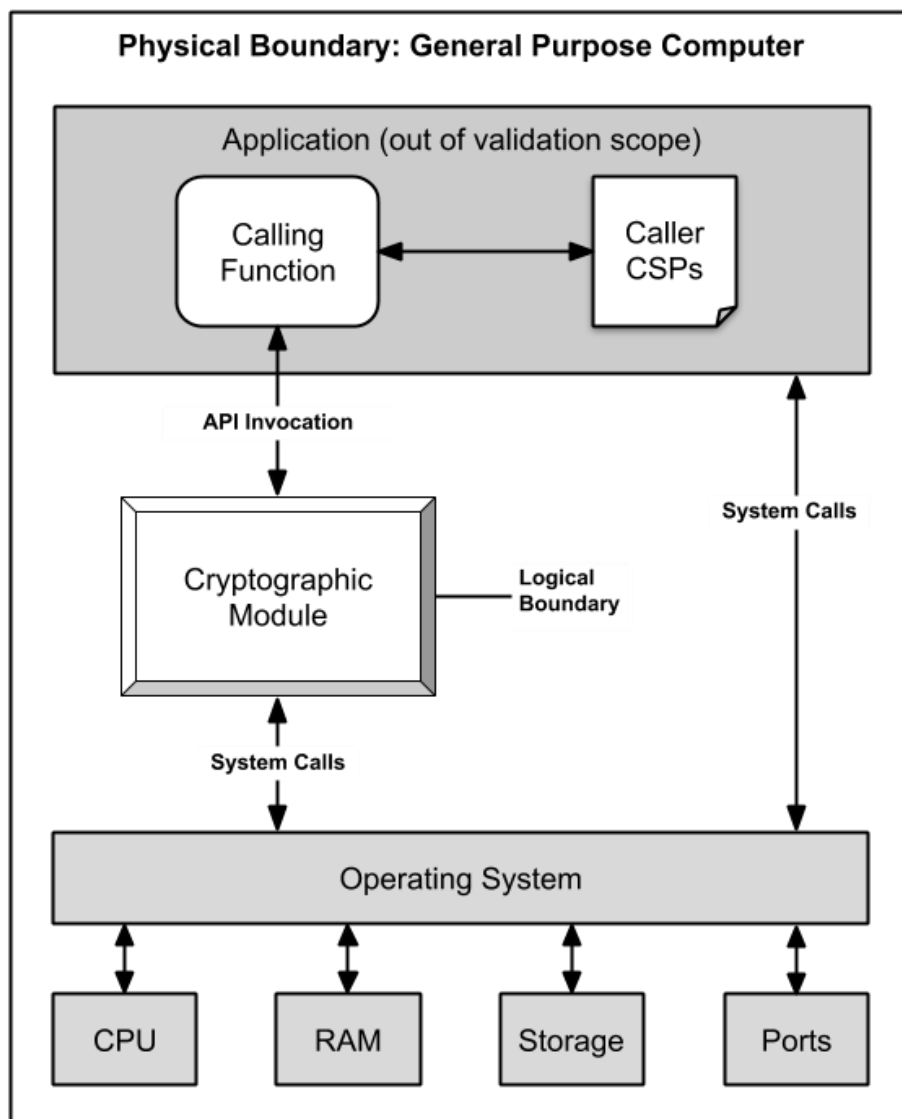 Physical Boundary: General Purpose Computer
Application (out of validation scope)
Calling
Function
Caller
CSPs
API Invocation
System Calls
Cryptographic
Module
Logical
Boundary
System Calls
Operating System
CPU
RAM
Storage
Ports